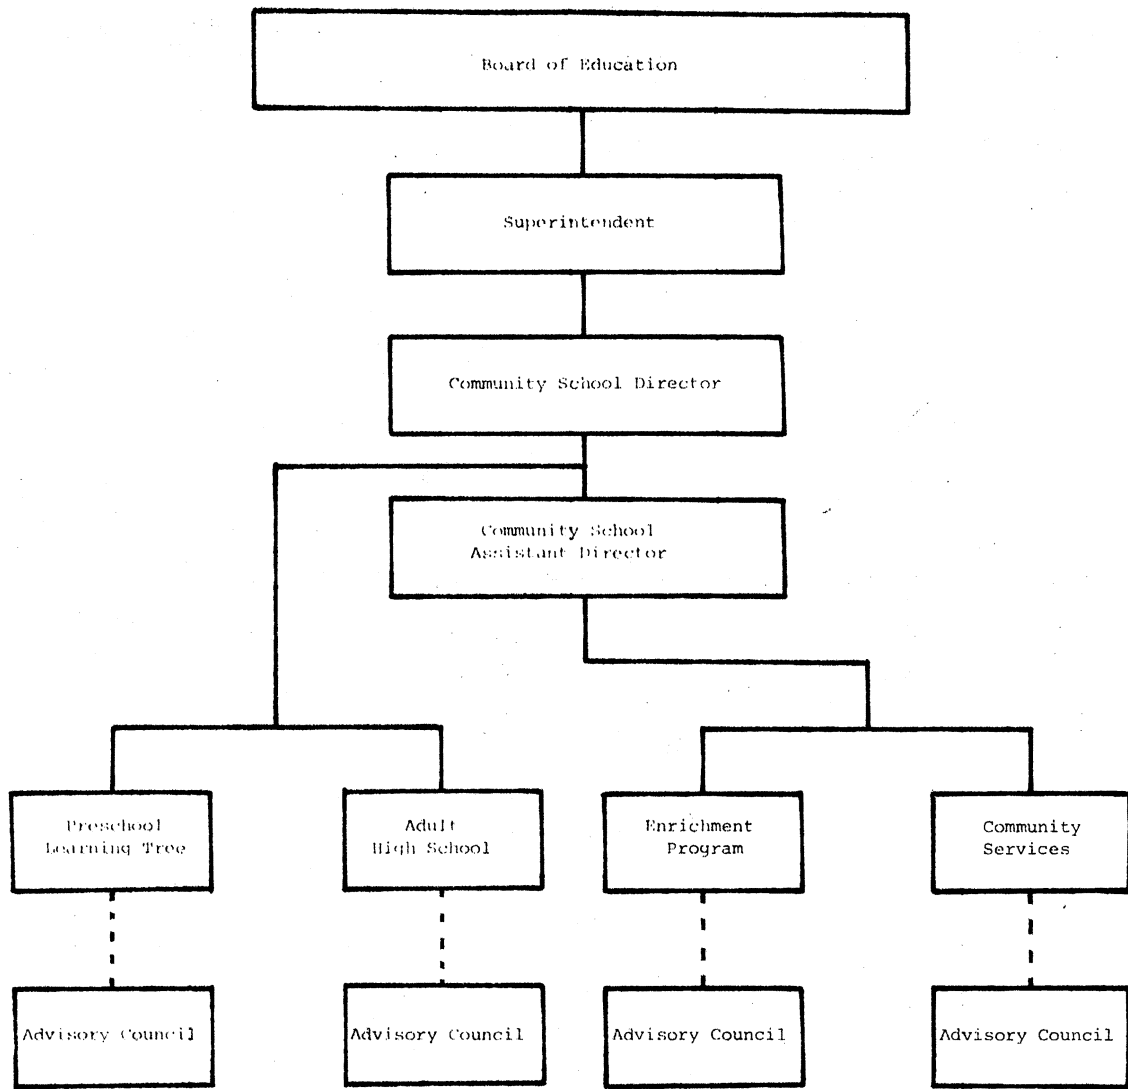 Board of Education
Superintendent
Community School Director
Community School
Assistant Director
Preschool
Learning Tree
Adult
High School
Enrichment
Program
Community
Services
Advisory Council
Advisory Council
Advisory Council
Advisory Council